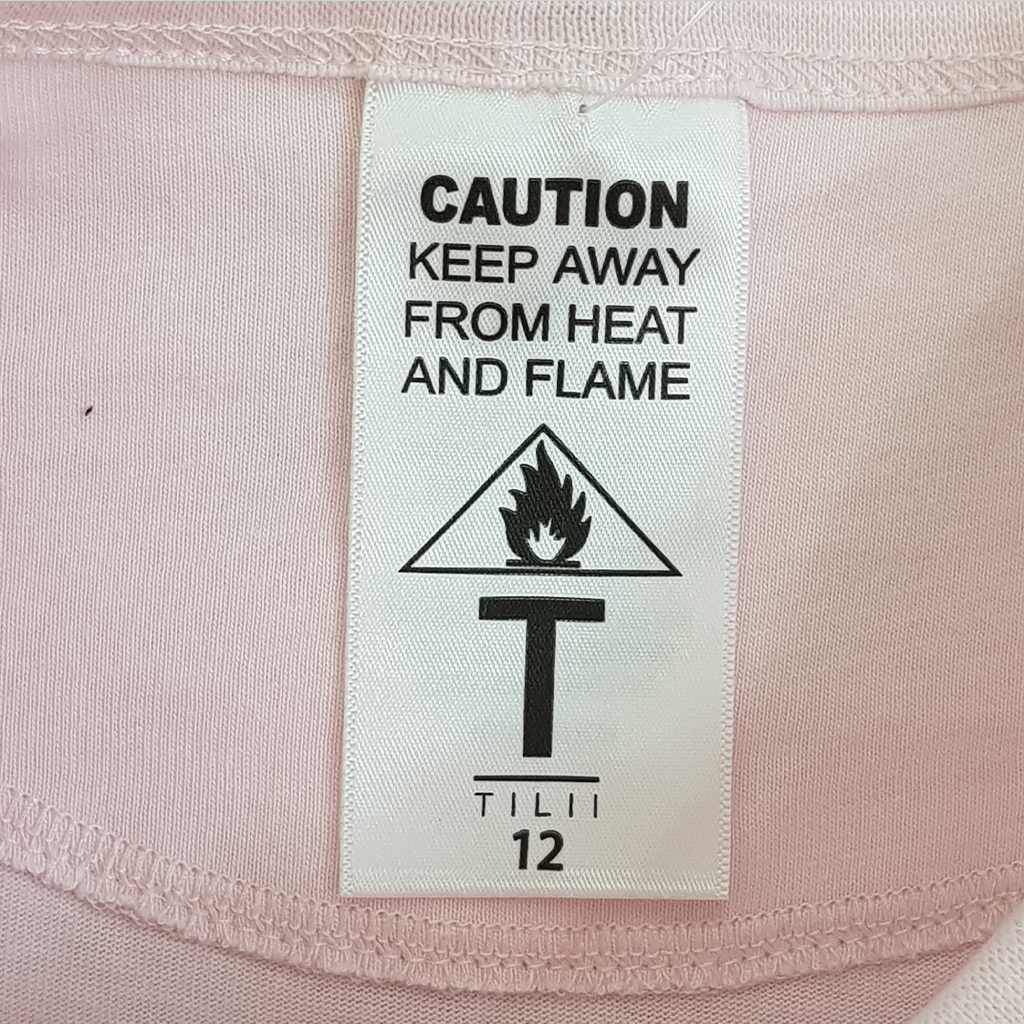 CAUTION
KEEP AWAY
FROM HEAT
AND FLAME
T
TILII
12